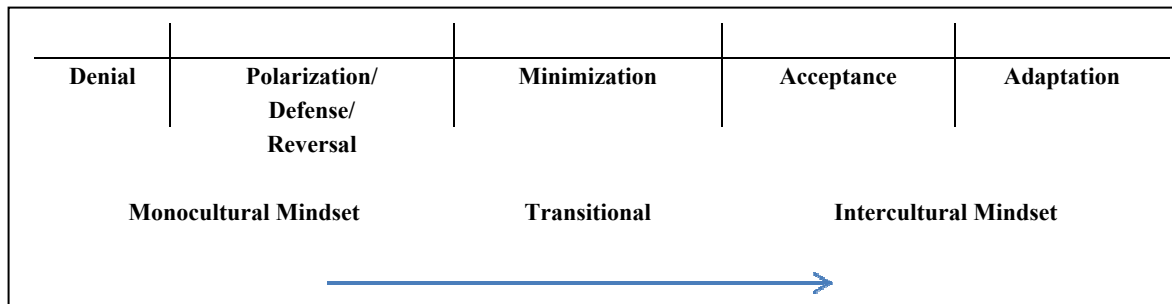 Denial Polarization/ Minimization Acceptance Adaptation
Defense/
Reversal
Monocultural Mindset Transitional Intercultural Mindset